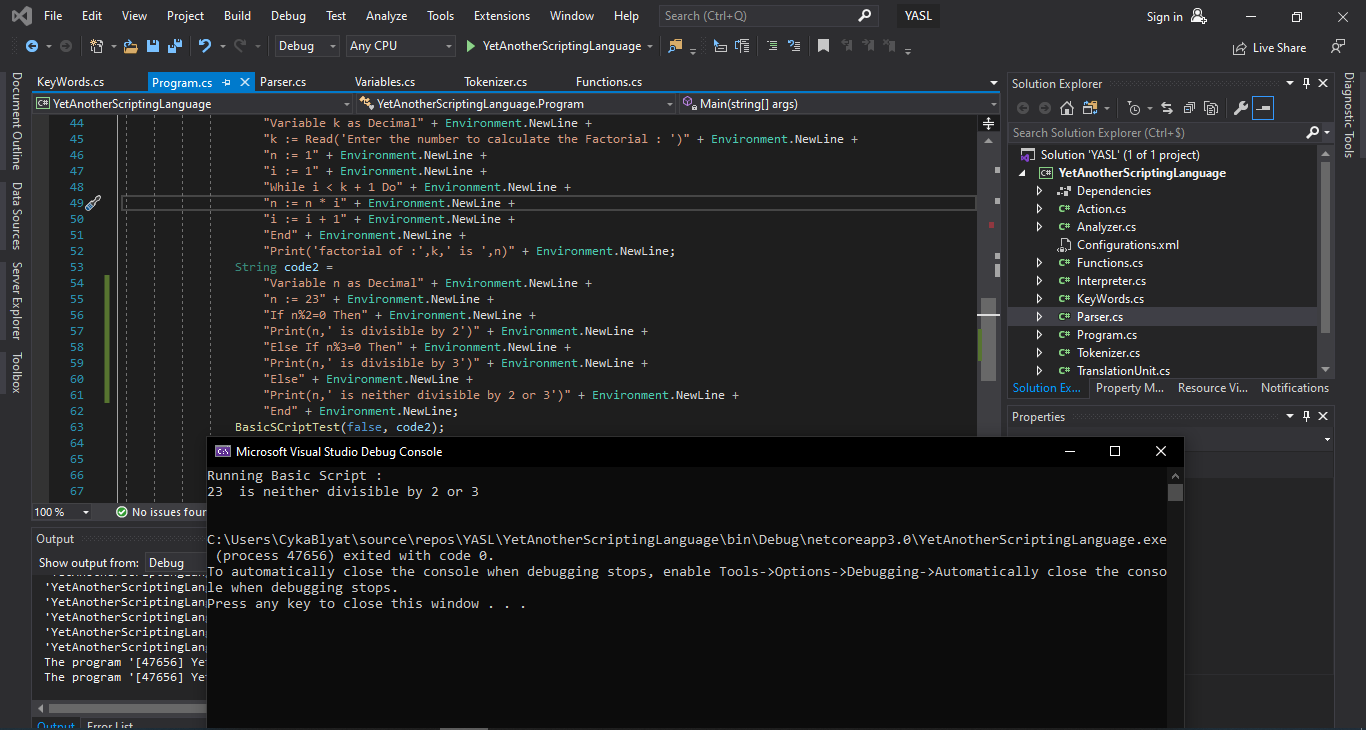 File Edit View Project Build Debug Test Analyze Tools Extensions Window Help Search (Ctrl+Q) YASL Sign in
Debug Any CPU YetAnotherScriptingLanguage Live Share
Document Outline
Data Sources
Server Explorer
Toolbox
KeyWords.cs Program.cs Parser.cs Variables.cs Tokenizer.cs Functions.cs
C# YetAnotherScriptingLanguage YetAnotherScriptingLanguage.Program Main(string[] args)
44 "Variable k as Decimal" + Environment.NewLine +
45 "k := Read('Enter the number to calculate the Factorial : ')" + Environment.NewLine +
46 "n := 1" + Environment.NewLine +
47 "i := 1" + Environment.NewLine +
48 "While i < k + 1 Do" + Environment.NewLine +
49 "n := n * i" + Environment.NewLine +
50 "i := i + 1" + Environment.NewLine +
51 "End" + Environment.NewLine +
52 "Print('factorial of :',k,' is ',n)" + Environment.NewLine;
53 String code2 =
54 "Variable n as Decimal" + Environment.NewLine +
55 "n := 23" + Environment.NewLine +
56 "If n%2=0 Then" + Environment.NewLine +
57 "Print(n,' is divisible by 2')" + Environment.NewLine +
58 "Else If n%3=0 Then" + Environment.NewLine +
59 "Print(n,' is divisible by 3')" + Environment.NewLine +
60 "Else" + Environment.NewLine +
61 "Print(n,' is neither divisible by 2 or 3')" + Environment.NewLine +
62 "End" + Environment.NewLine;
63 BasicSCriptTest(false, code2);
64
65
66
67
100 % No issues four
Output
Show output from: Debug
'YetAnotherScriptingLan
'YetAnotherScriptingLan
'YetAnotherScriptingLan
'YetAnotherScriptingLan
'YetAnotherScriptingLan
The program '[47656] Ye
The program '[47656] Ye
Output Error List
Microsoft Visual Studio Debug Console
Running Basic Script :
23  is neither divisible by 2 or 3
C:\Users\CykaBlyat\source\repos\YASL\YetAnotherScriptingLanguage\bin\Debug\netcoreapp3.0\YetAnotherScriptingLanguage.exe
(process 47656) exited with code 0.
To automatically close the console when debugging stops, enable Tools->Options->Debugging->Automatically close the conso
le when debugging stops.
Press any key to close this window . . .
Solution Explorer
Search Solution Explorer (Ctrl+$)
Solution 'YASL' (1 of 1 project)
C# YetAnotherScriptingLanguage
Dependencies
C# Action.cs
C# Analyzer.cs
Configurations.xml
C# Functions.cs
C# Interpreter.cs
C# KeyWords.cs
C# Parser.cs
C# Program.cs
C# Tokenizer.cs
C# TranslationUnit.cs
Solution Ex... Property M... Resource Vi... Notifications
Properties
Diagnostic Tools